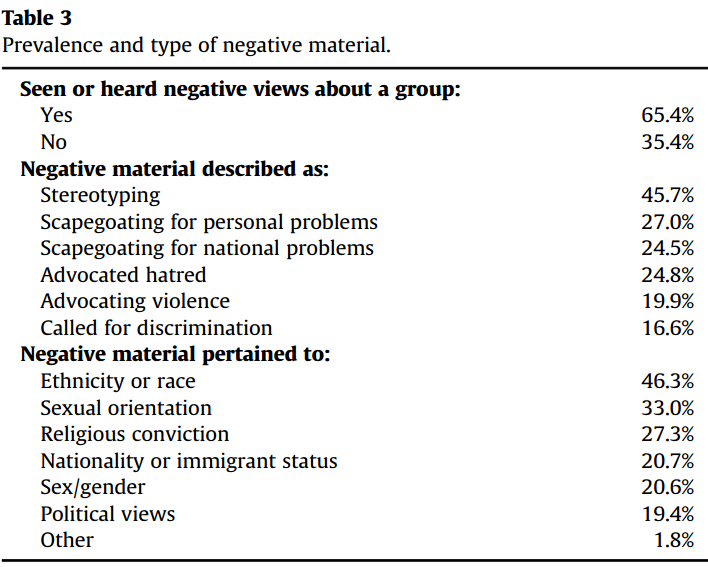 Table 3
Prevalence and type of negative material.
Seen or heard negative views about a group:
Yes 65.4%
No 35.4%
Negative material described as:
Stereotyping 45.7%
Scapegoating for personal problems 27.0%
Scapegoating for national problems 24.5%
Advocated hatred 24.8%
Advocating violence 19.9%
Called for discrimination 16.6%
Negative material pertained to:
Ethnicity or race 46.3%
Sexual orientation 33.0%
Religious conviction 27.3%
Nationality or immigrant status 20.7%
Sex/gender 20.6%
Political views 19.4%
Other 1.8%